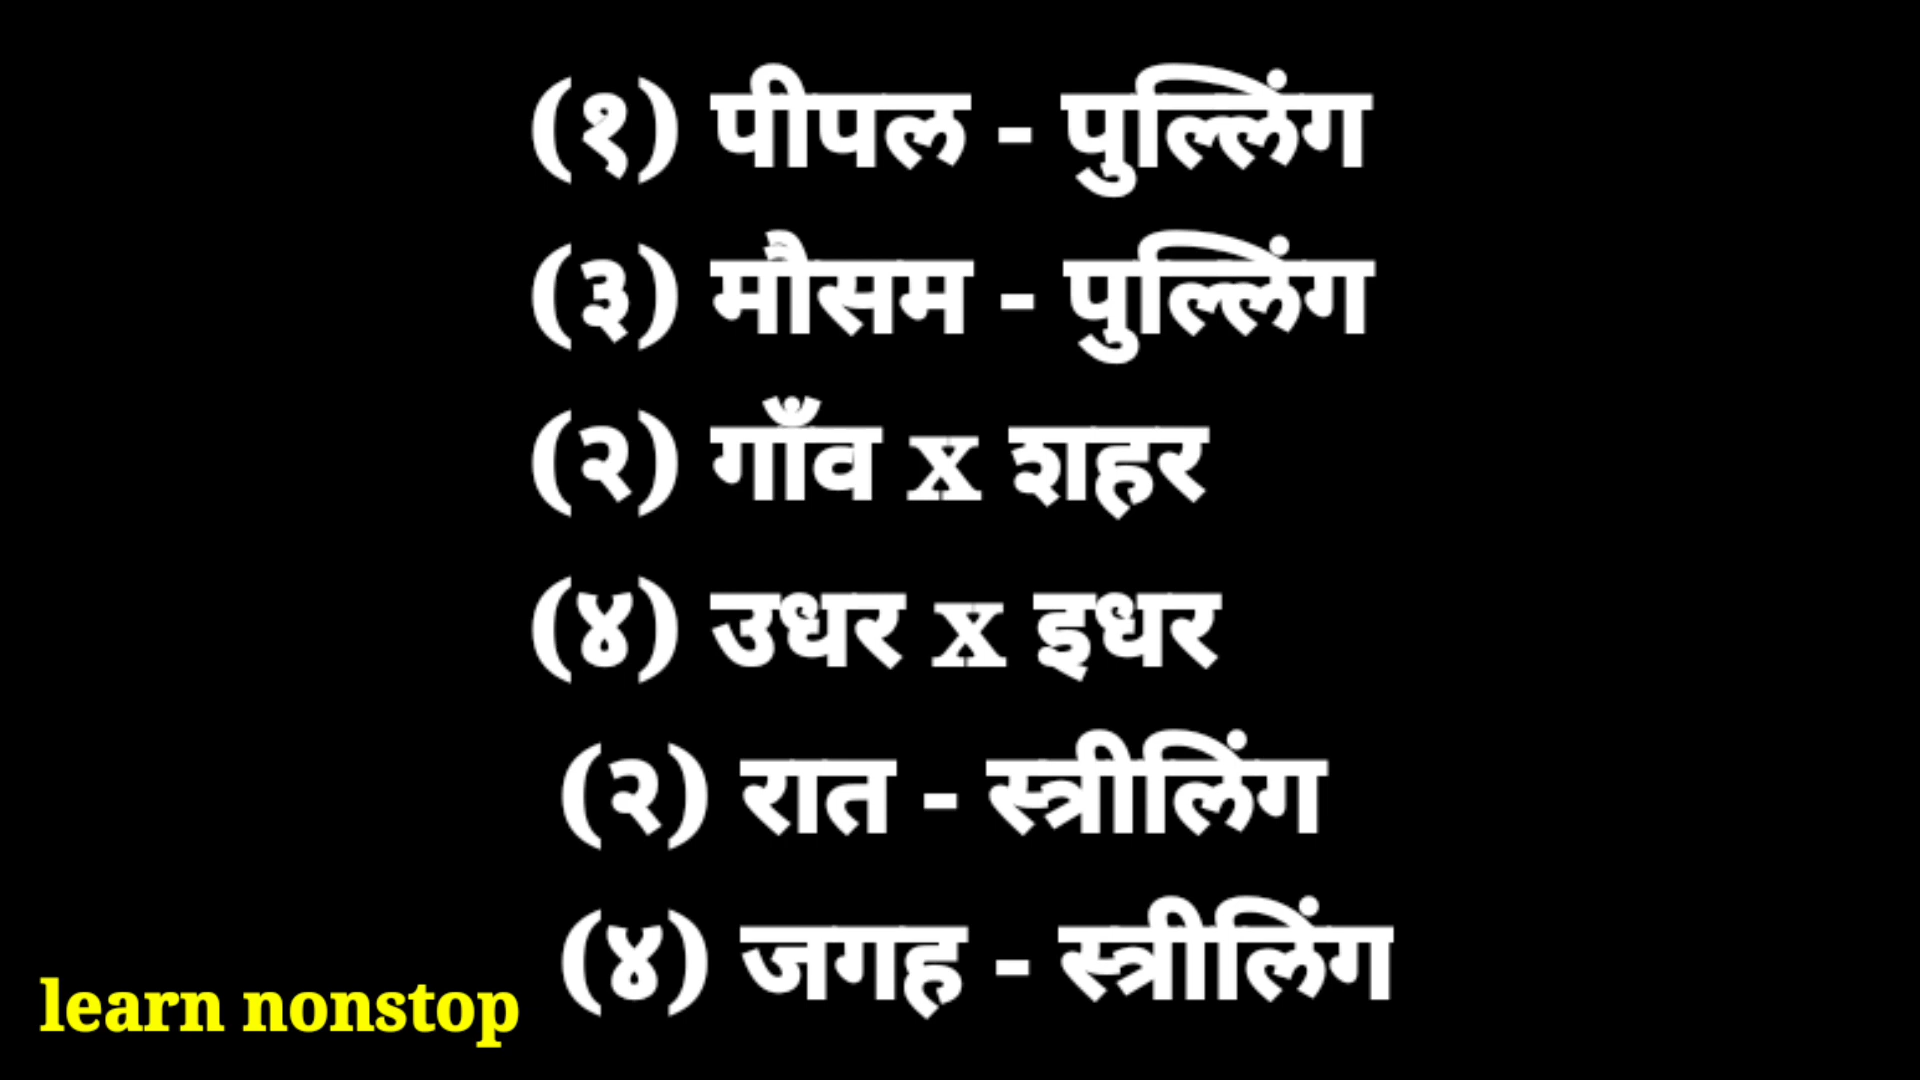 (१) पीपल - पुल्लिंग
(३) मौसम - पुल्लिंग
(२) गाँव x शहर
(४) उधर x इधर
(२) रात - स्त्रीलिंग
(४) जगह - स्त्रीलिंग
learn nonstop